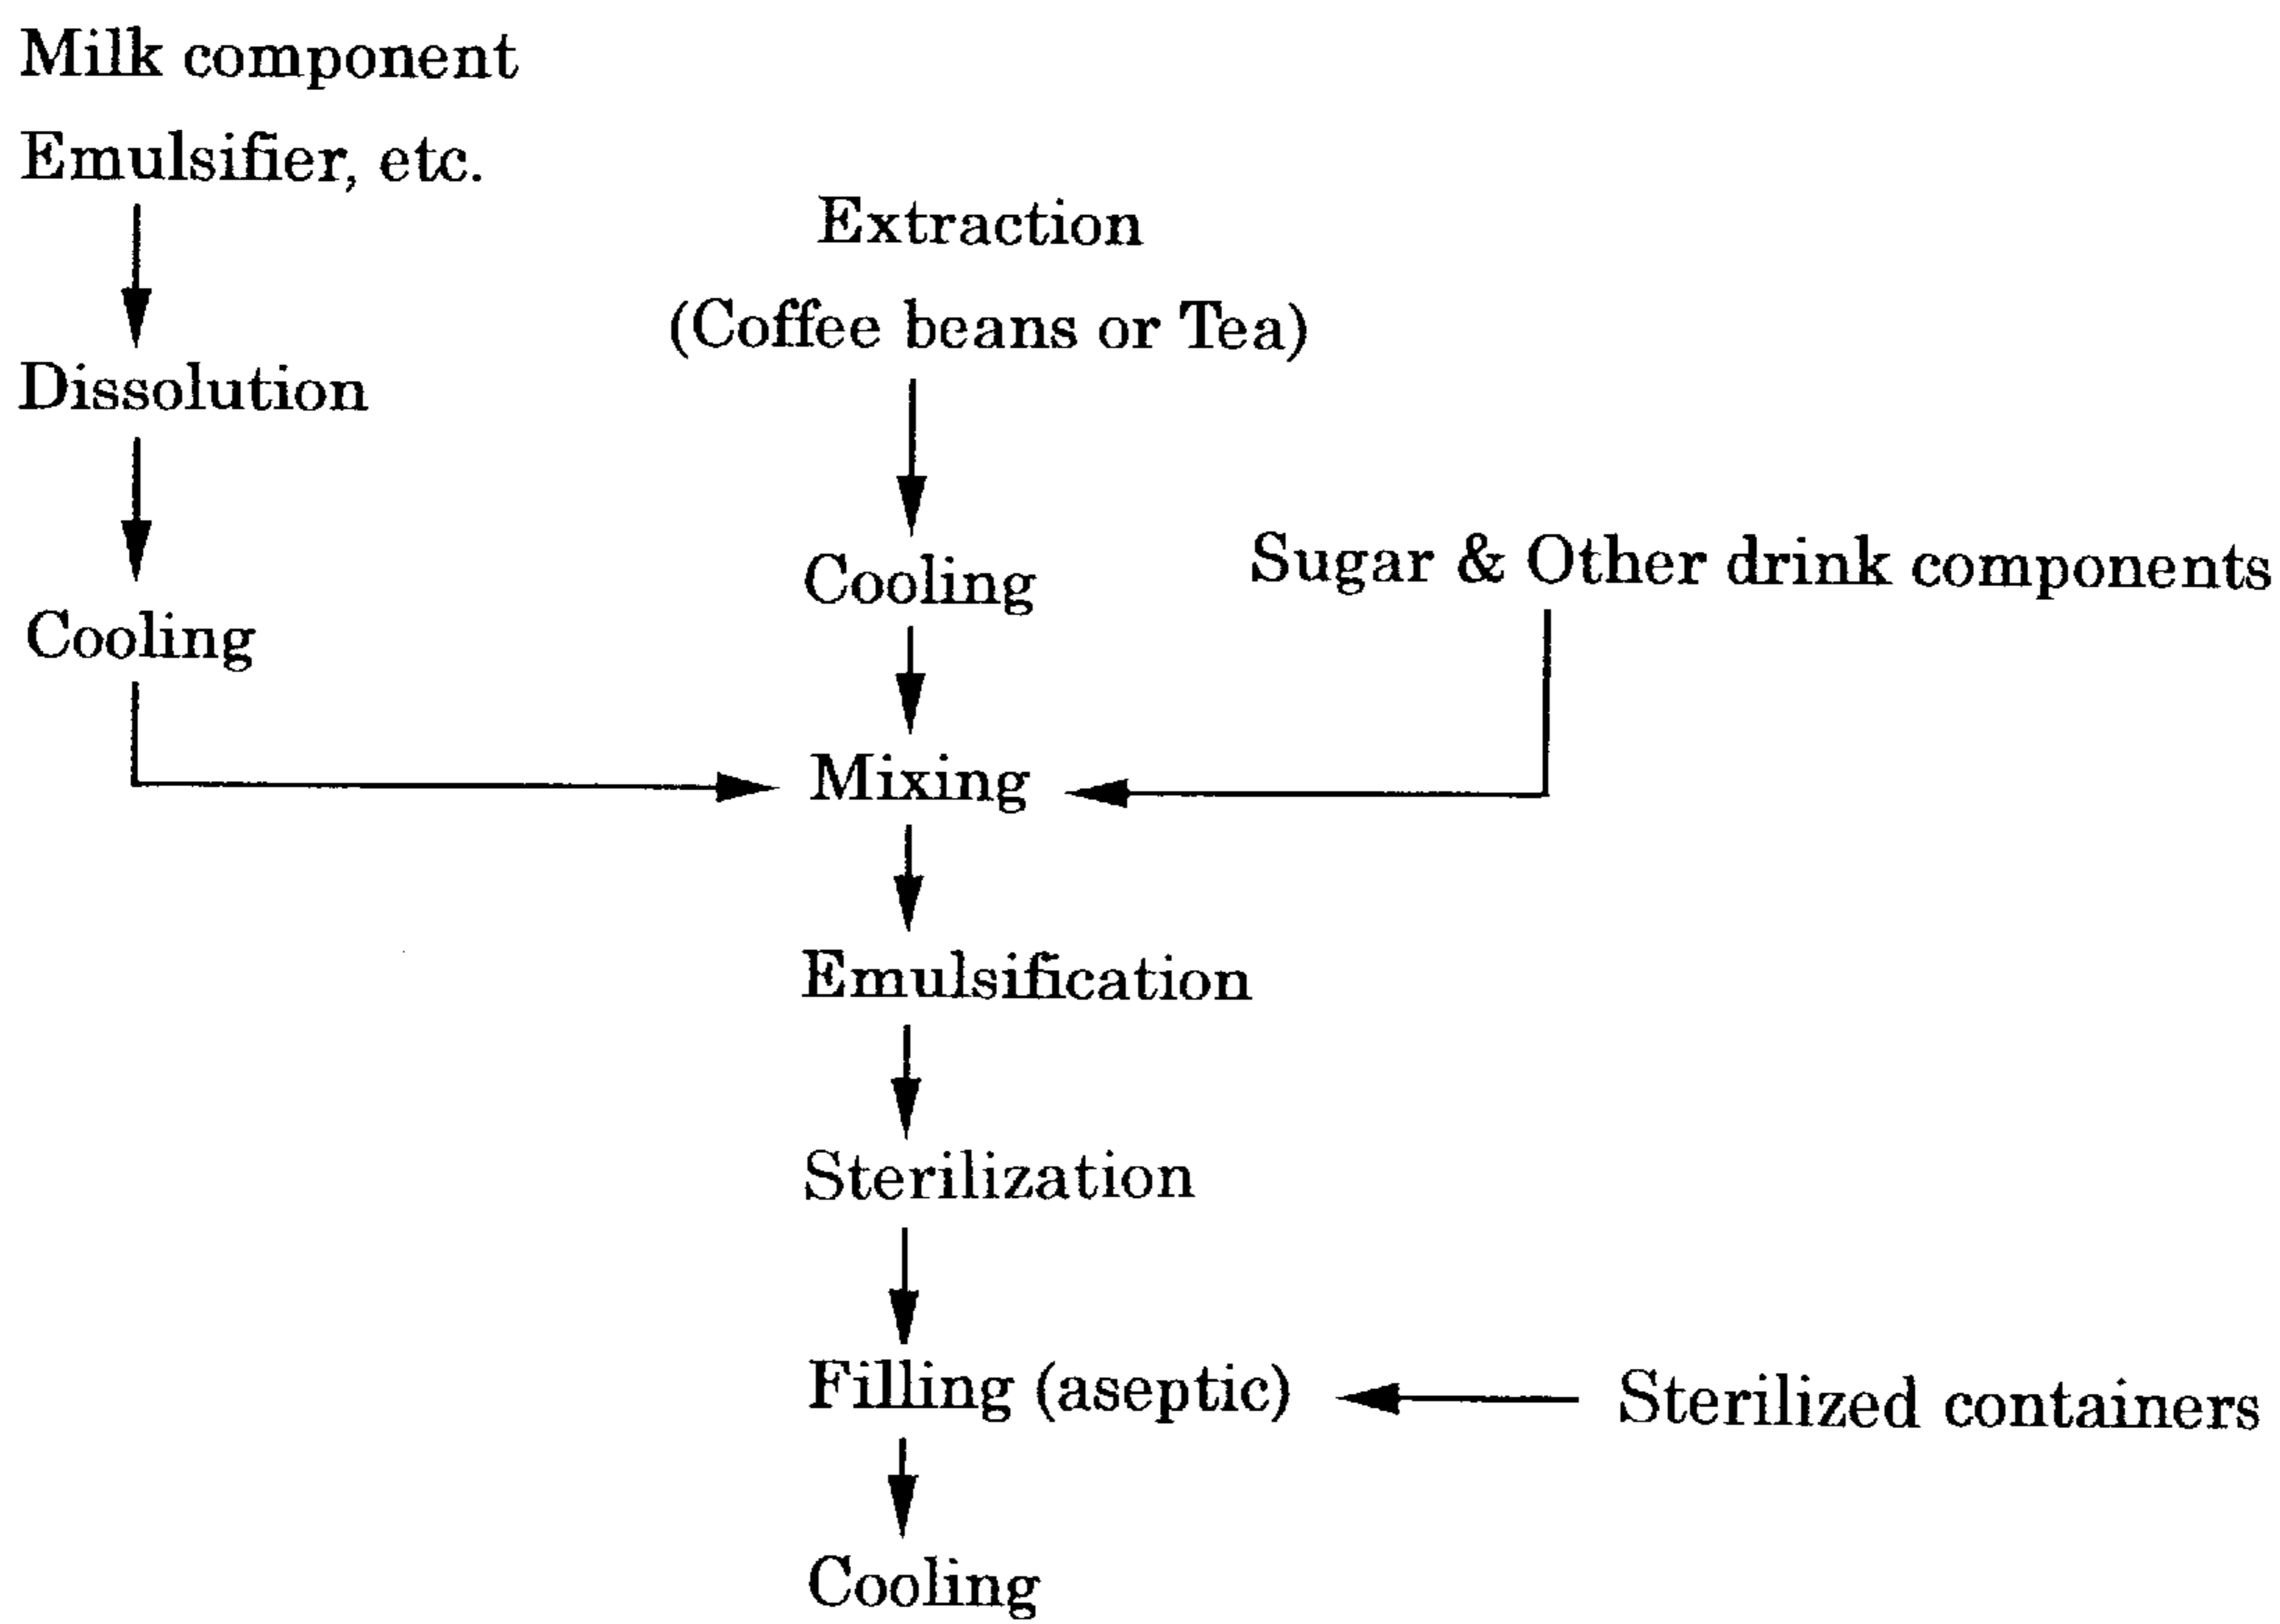 Milk component
Emulsifier, etc.
Extraction
(Coffee beans or Tea)
Dissolution
Cooling
Sugar & Other drink components
Cooling
Mixing
Emulsification
Sterilization
Filling (aseptic)
Sterilized containers
Cooling